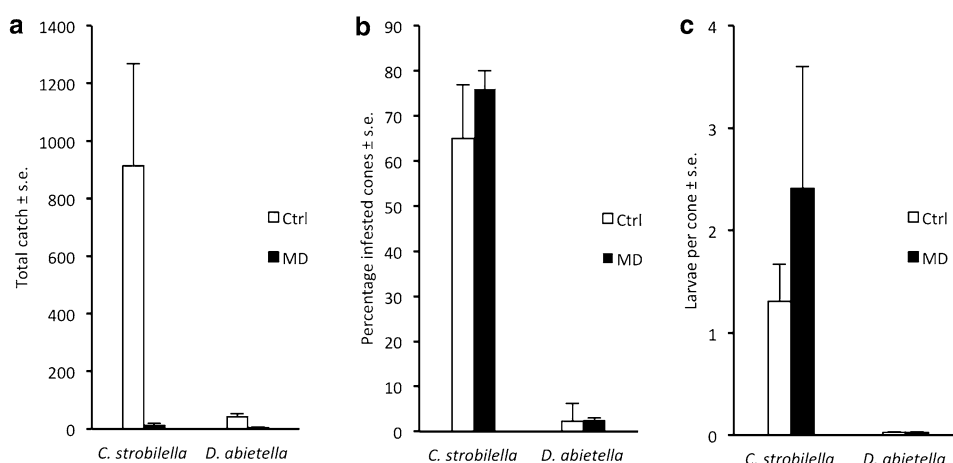 a
Total catch ± s.e.
1400
1200
1000
800
600
400
200
0
Ctrl
MD
C. strobilella D. abietella
b
Percentage infested cones ± s.e.
90
80
70
60
50
40
30
20
10
0
Ctrl
MD
C. strobilella D. abietella
c
Larvae per cone ± s.e.
4
3
2
1
0
Ctrl
MD
C. strobilella D. abietella